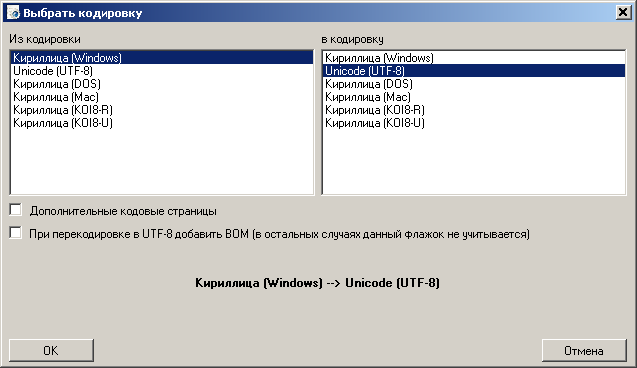 Выбрать кодировку
Из кодировки
Кириллица (Windows)
Unicode (UTF-8)
Кириллица (DOS)
Кириллица (Mac)
Кириллица (KOI8-R)
Кириллица (KOI8-U)
в кодировку
Кириллица (Windows)
Unicode (UTF-8)
Кириллица (DOS)
Кириллица (Mac)
Кириллица (KOI8-R)
Кириллица (KOI8-U)
Дополнительные кодовые страницы
При перекодировке в UTF-8 добавить BOM (в остальных случаях данный флажок не учитывается)
Кириллица (Windows) --> Unicode (UTF-8)
OK
Отмена